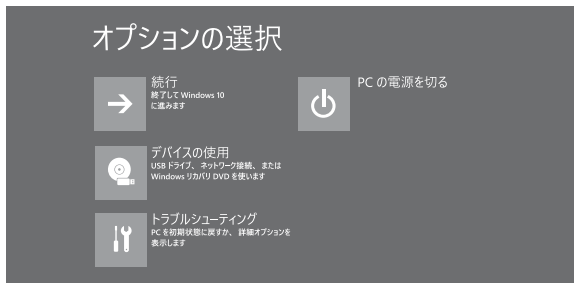 オプションの選択
続行
終了して Windows 10
に進みます
PC の電源を切る
デバイスの使用
USB ドライブ、ネットワーク接続、または
Windows リカバリ DVD を使います
トラブルシューティング
PC を初期状態に戻すか、詳細オプションを
表示します